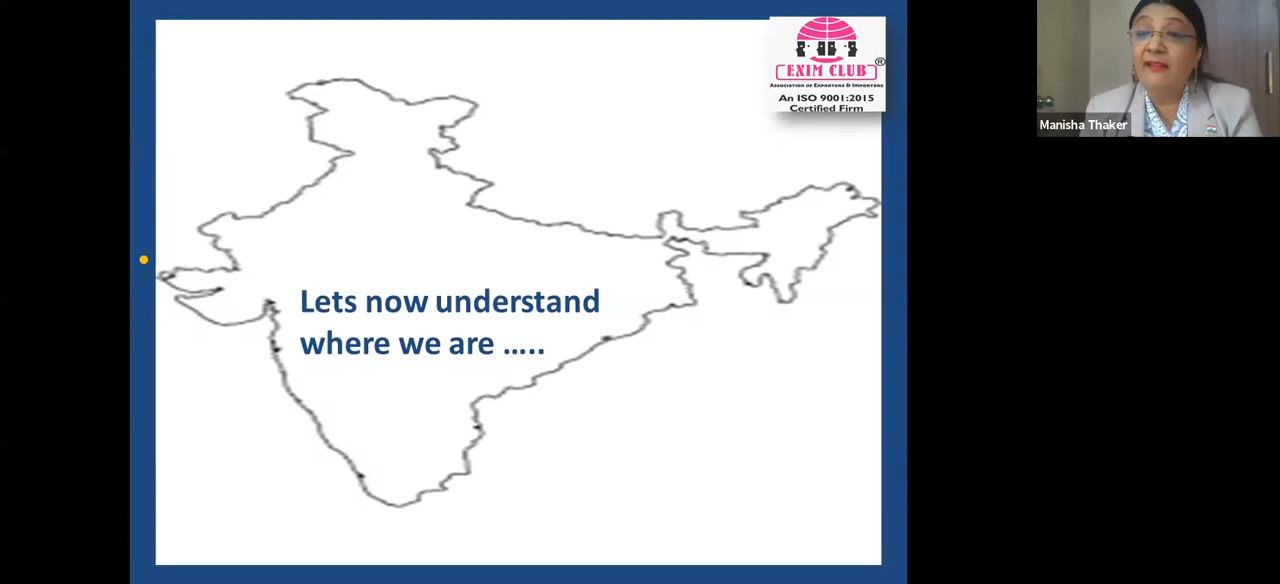 EXIM CLUB®
ASSOCIATION OF EXPORTERS & IMPORTERS
An ISO 9001:2015
Certified Firm
Manisha Thaker
Lets now understand
where we are .....